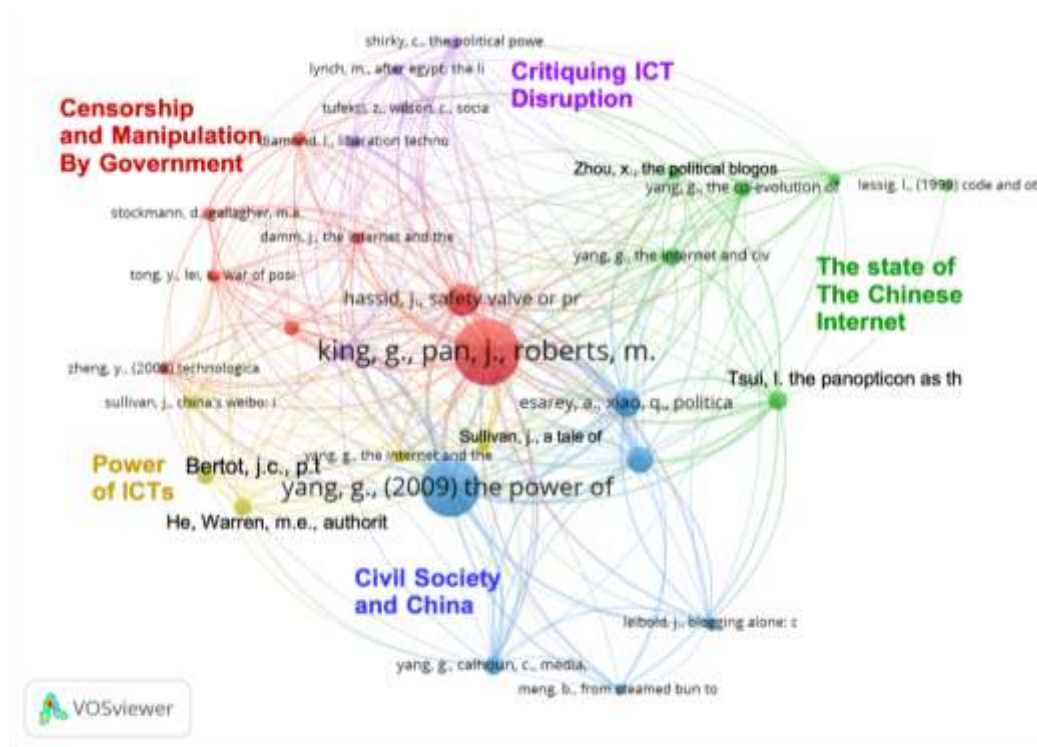 shirky, c., the political powe
lynch, m., after egypt: the li
Critiquing ICT
Disruption
Censorship
and Manipulation
By Government
tufekci, z., wilson, c., socia
diamond, l., liberation techno
Zhou, x., the political blogos
yang, g., the co-evolution of
lessig, l., (1999) code and ot
stockmann, d., gallagher, m.e.
damm, j., the internet and the
yang, g., the internet and civ
tong, y., lei, s., war of posi
The state of
The Chinese
Internet
hassid, j., safety valve or pr
king, g., pan, j., roberts, m.
zheng, y., (2008) technologica
Tsui, l. the panopticon as th
sullivan, j., china's weibo: i
esarey, a., xiao, q., politica
Sullivan, j., a tale of
yang, g., the internet and the
Power
of ICTs
Bertot, j.c., p.t
yang, g., (2009) the power of
He, Warren, m.e., authorit
Civil Society
and China
leibold, j., blogging alone: c
yang, g., calhoun, c., media,
meng, b., from steamed bun to
VOSviewer